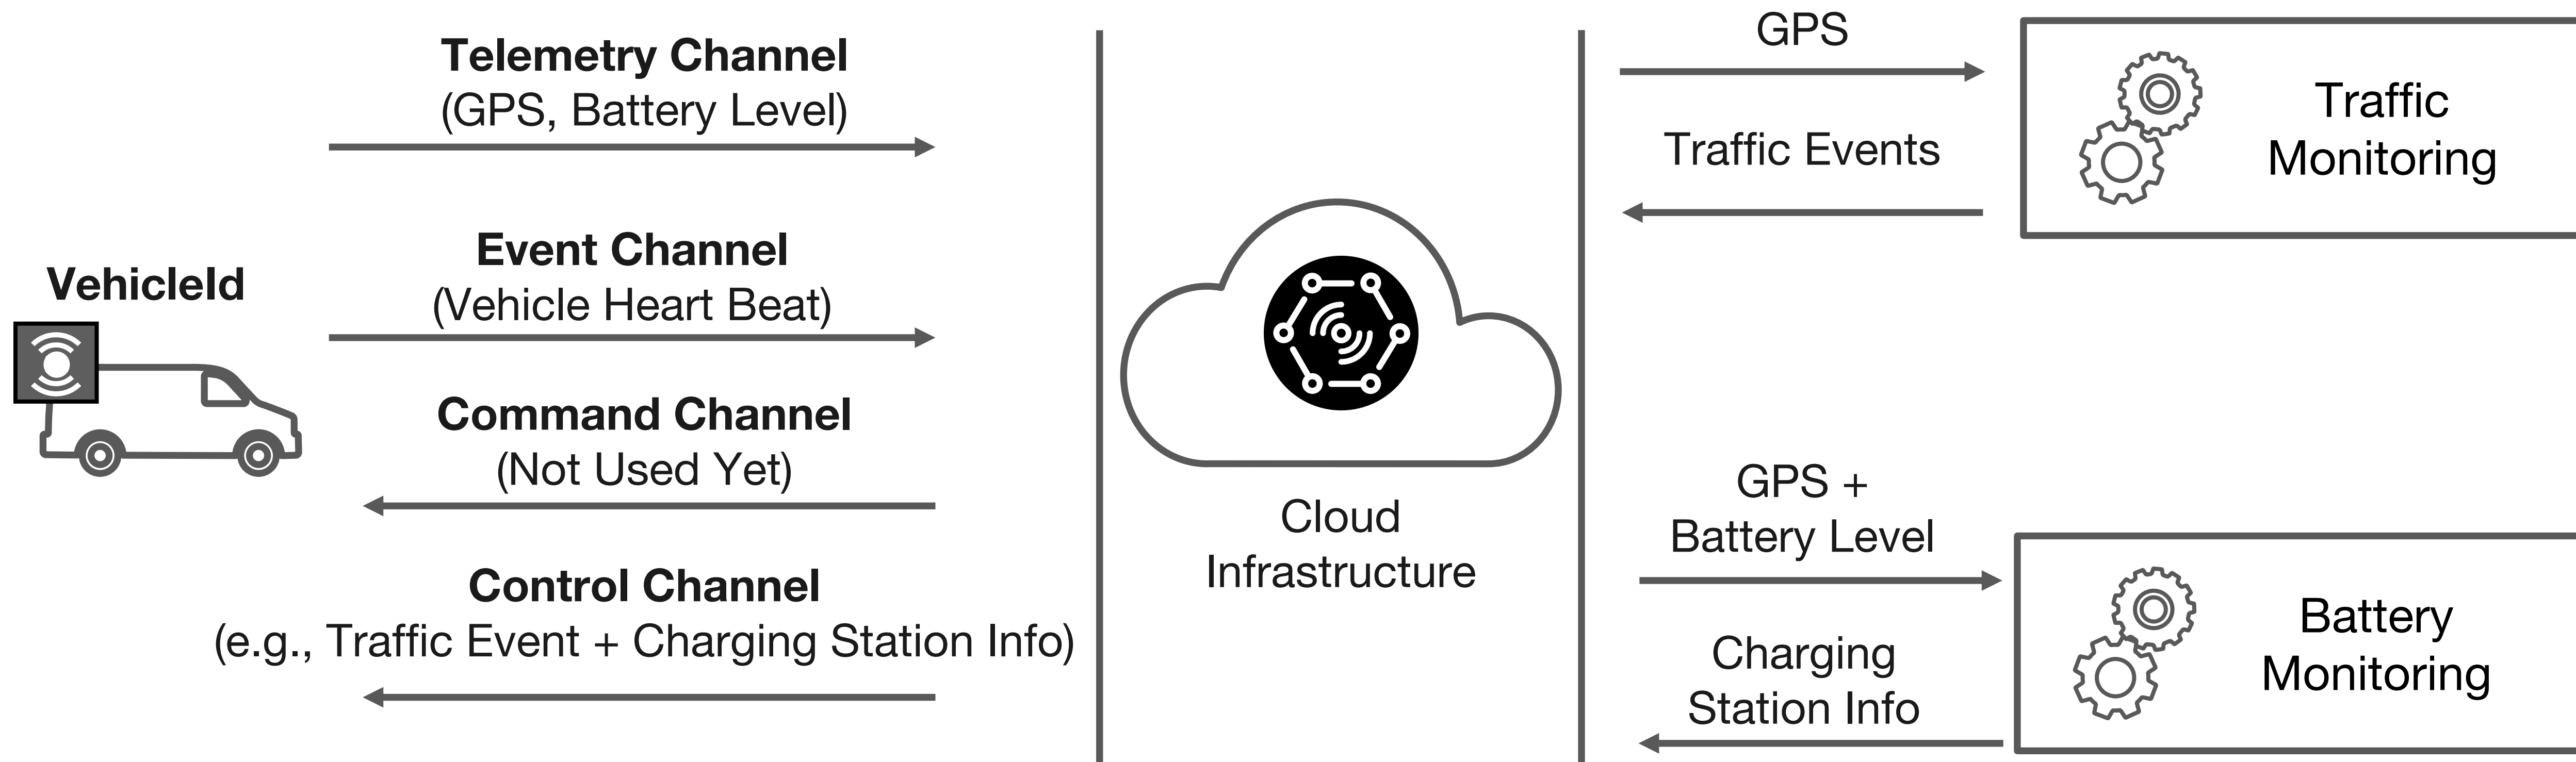 VehicleId
Telemetry Channel
(GPS, Battery Level)
Event Channel
(Vehicle Heart Beat)
Command Channel
(Not Used Yet)
Control Channel
(e.g., Traffic Event + Charging Station Info)
Cloud
Infrastructure
GPS
Traffic Events
Traffic
Monitoring
GPS +
Battery Level
Charging
Station Info
Battery
Monitoring